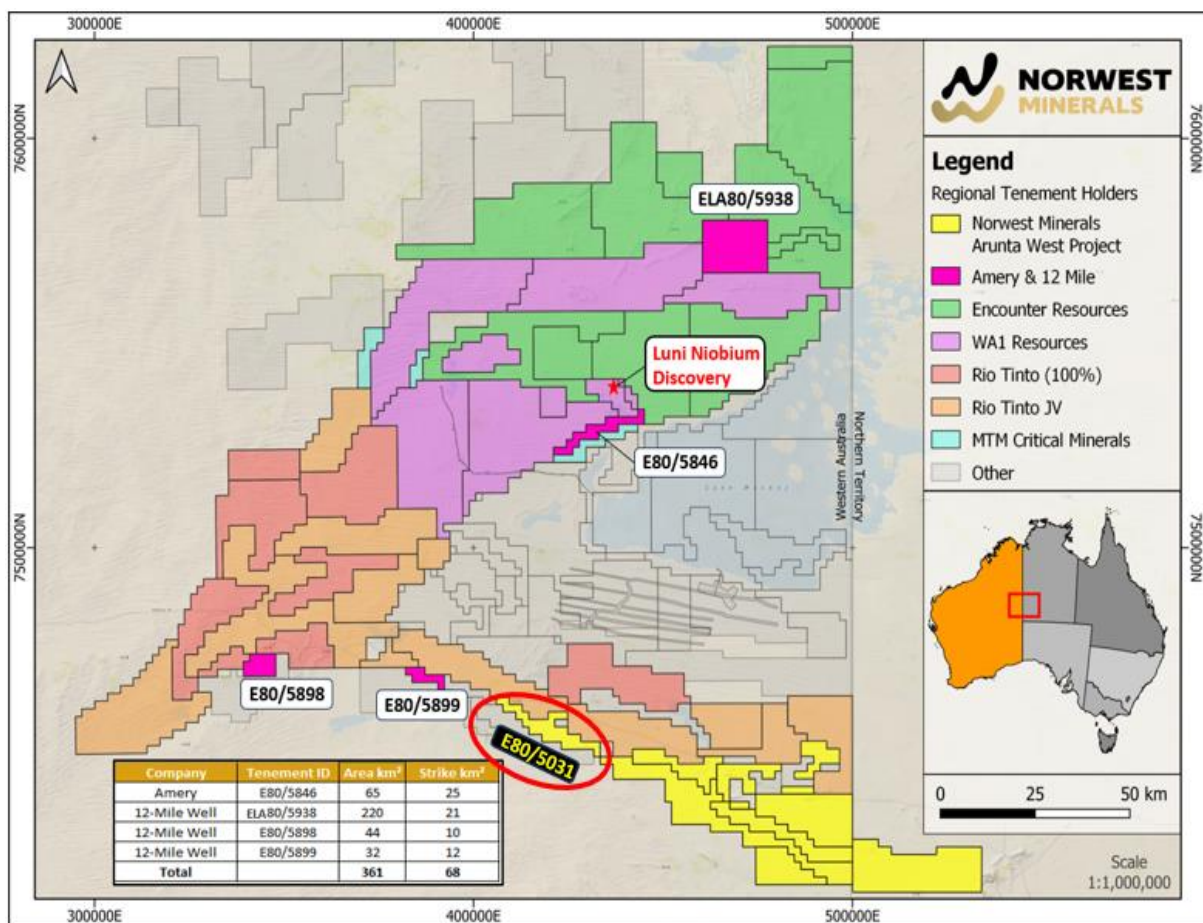 300000E
400000E
500000E
7600000N
7600000N
7500000N
7500000N
NORWEST
MINERALS
Legend
Regional Tenement Holders
Norwest Minerals
Arunta West Project
Amery & 12 Mile
Encounter Resources
WA1 Resources
Rio Tinto (100%)
Rio Tinto JV
MTM Critical Minerals
Other
ELA80/5938
Luni Niobium
Discovery
E80/5846
Western Australia
Northern Territory
E80/5898
E80/5899
E80/5031
Company Tenement ID Area km² Strike km²
Amery E80/5846 65 25
12-Mile Well ELA80/5938 220 21
12-Mile Well E80/5898 44 10
12-Mile Well E80/5899 32 12
Total 361 68
0 25 50 km
Scale
1:1,000,000
300000E
400000E
500000E